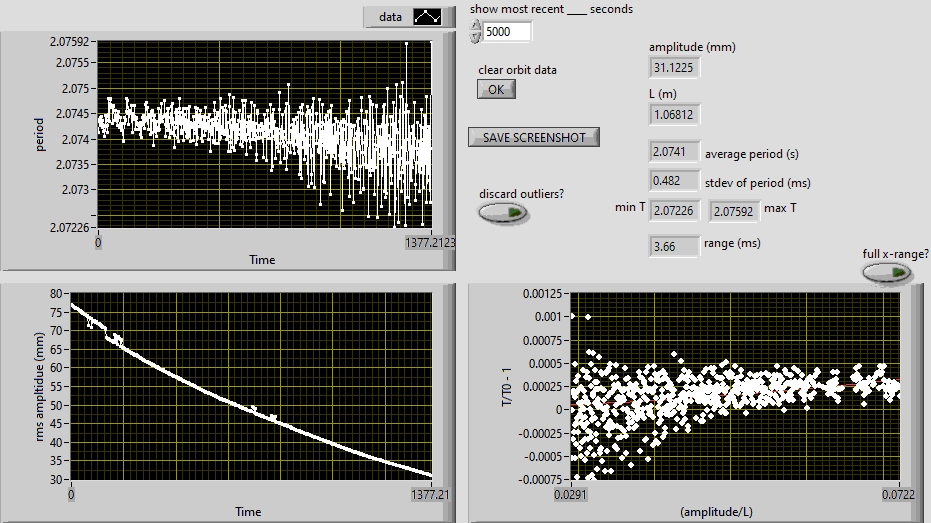 data
show most recent ____ seconds
5000
clear orbit data
OK
SAVE SCREENSHOT
discard outliers?
amplitude (mm)
31.1225
L (m)
1.06812
2.0741 average period (s)
0.482 stdev of period (ms)
min T 2.07226 2.07592 max T
3.66 range (ms)
full x-range?
2.07592
2.0755
2.075
2.0745
2.074
2.0735
2.073
2.07226
period
0 1377.2123
Time
80
75
70
65
60
55
50
45
40
35
30
rms ampltidue (mm)
0 1377.21
Time
0.00125
0.001
0.00075
0.0005
0.00025
0
-0.00025
-0.0005
-0.00075
T/T0 - 1
0.0291 0.0722
(amplitude/L)